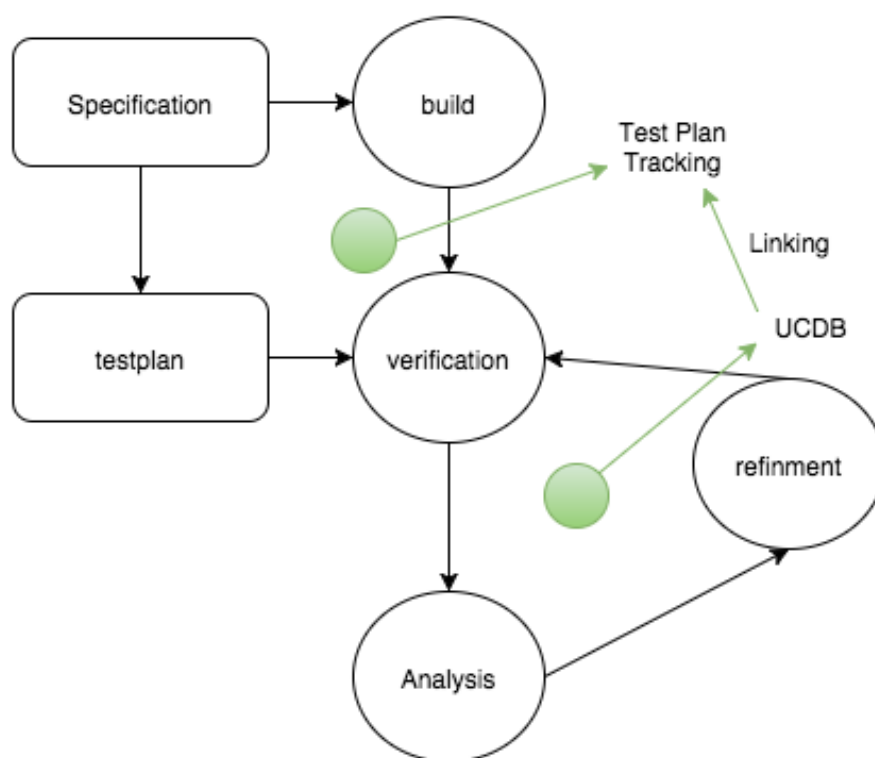 Specification
build
Test Plan
Tracking
Linking
UCDB
testplan
verification
refinment
Analysis